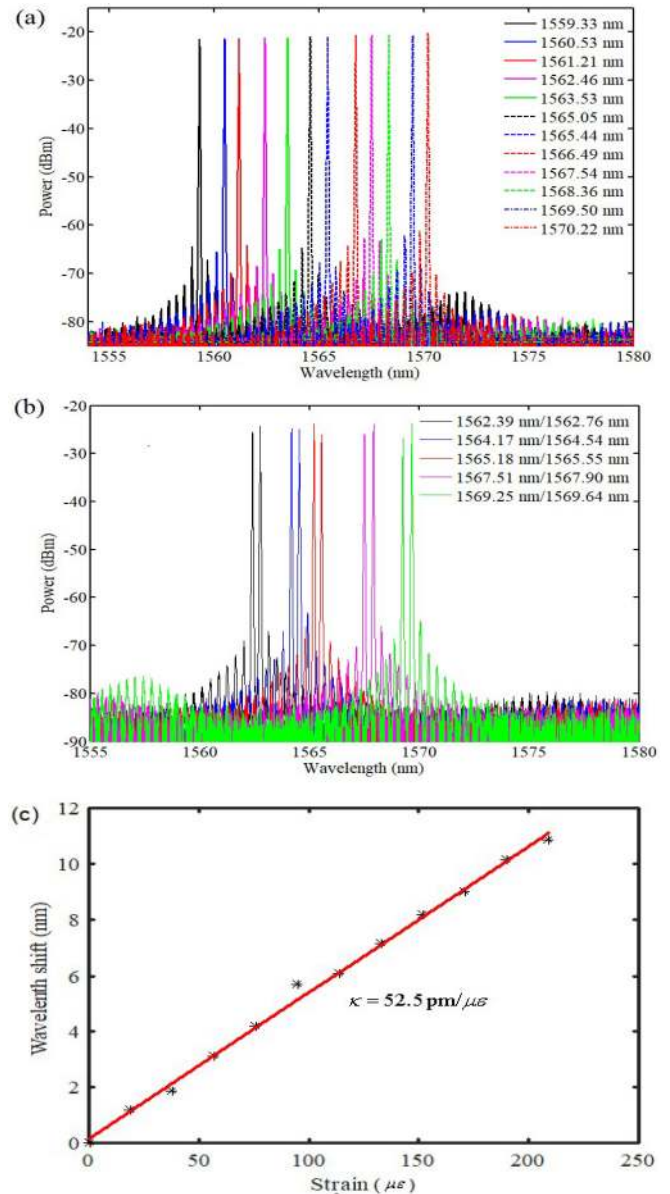 (a)
-20
-30
-40
-50
-60
-70
-80
Power (dBm)
1559.33 nm
1560.53 nm
1561.21 nm
1562.46 nm
1563.53 nm
1565.05 nm
1565.44 nm
1566.49 nm
1567.54 nm
1568.36 nm
1569.50 nm
1570.22 nm
1555 1560 1565 1570 1575 1580
Wavelength (nm)
(b)
-20
-30
-40
-50
-60
-70
-80
-90
Power (dBm)
1562.39 nm/1562.76 nm
1564.17 nm/1564.54 nm
1565.18 nm/1565.55 nm
1567.51 nm/1567.90 nm
1569.25 nm/1569.64 nm
1555 1560 1565 1570 1575 1580
Wavelength (nm)
(c)
12
10
8
6
4
2
0
Wavelenth shift (nm)
κ = 52.5 pm/με
0 50 100 150 200 250
Strain (με)